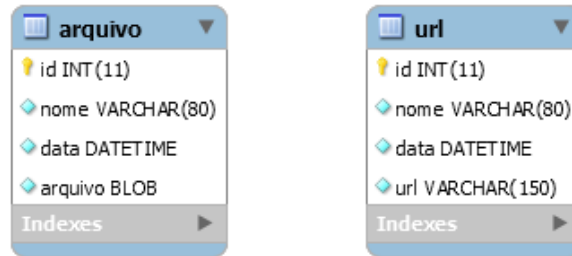 arquivo
id INT(11)
nome VARCHAR(80)
data DATETIME
arquivo BLOB
Indexes
url
id INT(11)
nome VARCHAR(80)
data DATETIME
url VARCHAR(150)
Indexes